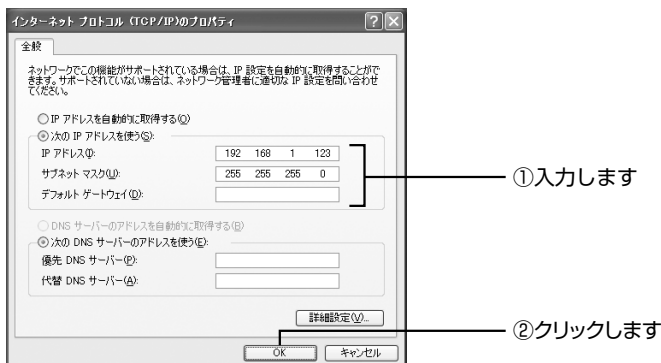 インターネット プロトコル (TCP/IP)のプロパティ
全般
ネットワークでこの機能がサポートされている場合は、IP 設定を自動的に取得することがで
きます。サポートされていない場合は、ネットワーク管理者に適切な IP 設定を問い合わせ
てください。
IP アドレスを自動的に取得する(O)
次の IP アドレスを使う(S):
IP アドレス(I):
192 168 1 123
サブネット マスク(U):
255 255 255 0
デフォルト ゲートウェイ(D):
①入力します
DNS サーバーのアドレスを自動的に取得する(B)
次の DNS サーバーのアドレスを使う(E):
優先 DNS サーバー(P):
代替 DNS サーバー(A):
詳細設定(V)...
②クリックします
OK
キャンセル